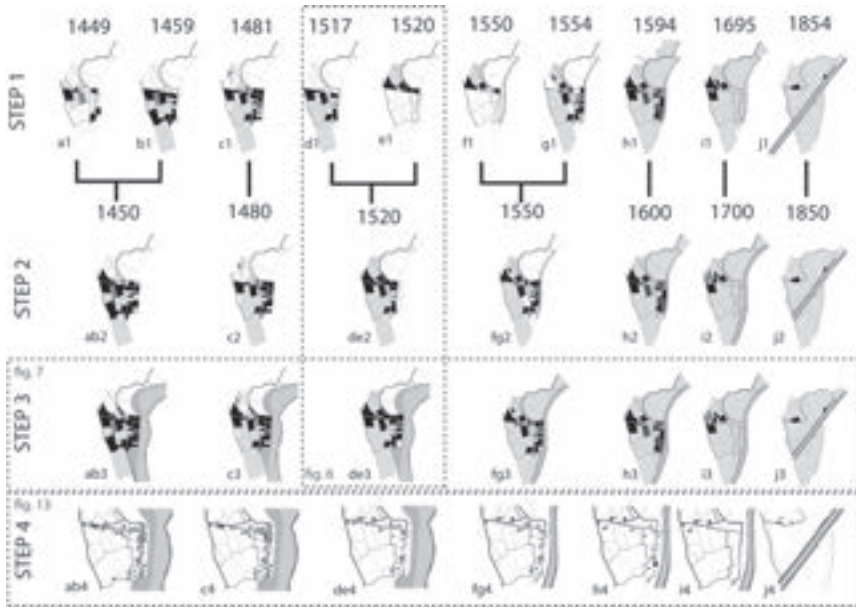 1449 1459 1481 1517 1520 1550 1554 1594 1695 1854
STEP 1
a1 b1 c1 d1 e1 f1 g1 h1 i1 j1
1450 1480 1520 1550 1600 1700 1850
STEP 2
ab2 c2 de2 fg2 h2 i2 j2
fig. 7
STEP 3
ab3 c3 fig. 6 de3 fg3 h3 i3 j3
fig. 13
STEP 4
ab4 c4 de4 fg4 h4 i4 j4